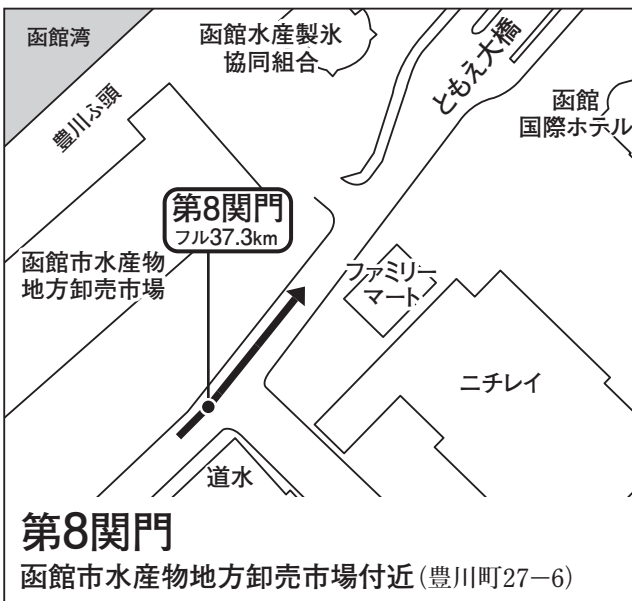 函館湾
函館水産製氷
協同組合
ともえ大橋
函館
国際ホテル
豊川ふ頭
第8関門
フル37.3km
函館市水産物
地方卸売市場
ファミリー
マート
ニチレイ
道水
第8関門
函館市水産物地方卸売市場付近(豊川町27−6)